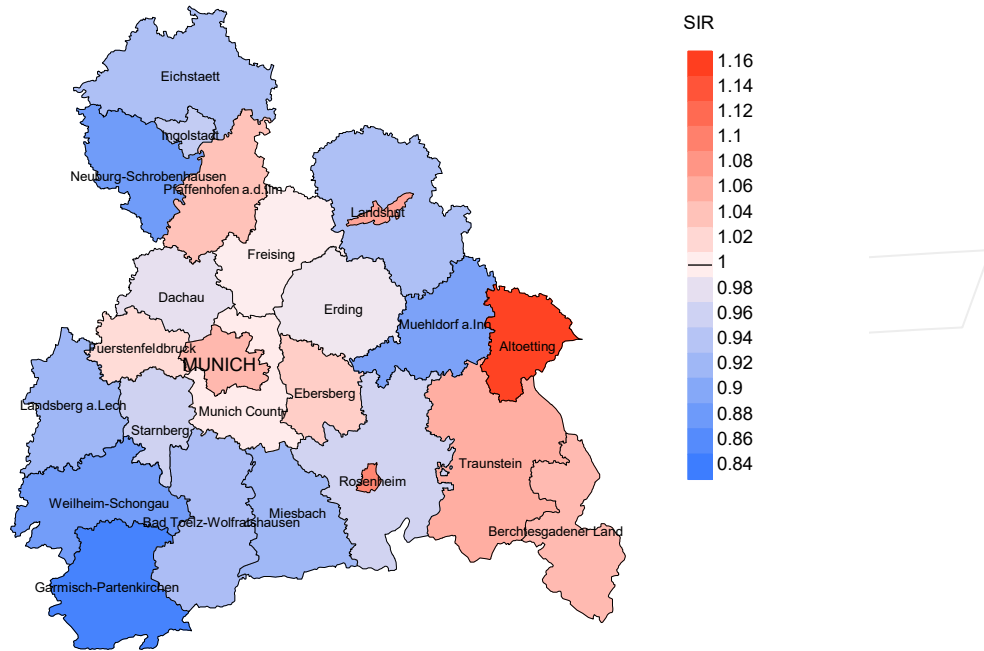 SIR
1.16
1.14
1.12
1.1
1.08
1.06
1.04
1.02
1
0.98
0.96
0.94
0.92
0.9
0.88
0.86
0.84
Eichstaett
Ingolstadt
Neuburg-Schrobenhausen
Pfaffenhofen a.d.Ilm
Landshut
Freising
Dachau
Erding
Muehldorf a.Inn
Altoetting
Fuerstenfeldbruck
MUNICH
Ebersberg
Landsberg a.Lech
Munich County
Starnberg
Traunstein
Rosenheim
Weilheim-Schongau
Miesbach
Bad Toelz-Wolfratshausen
Berchtesgadener Land
Garmisch-Partenkirchen